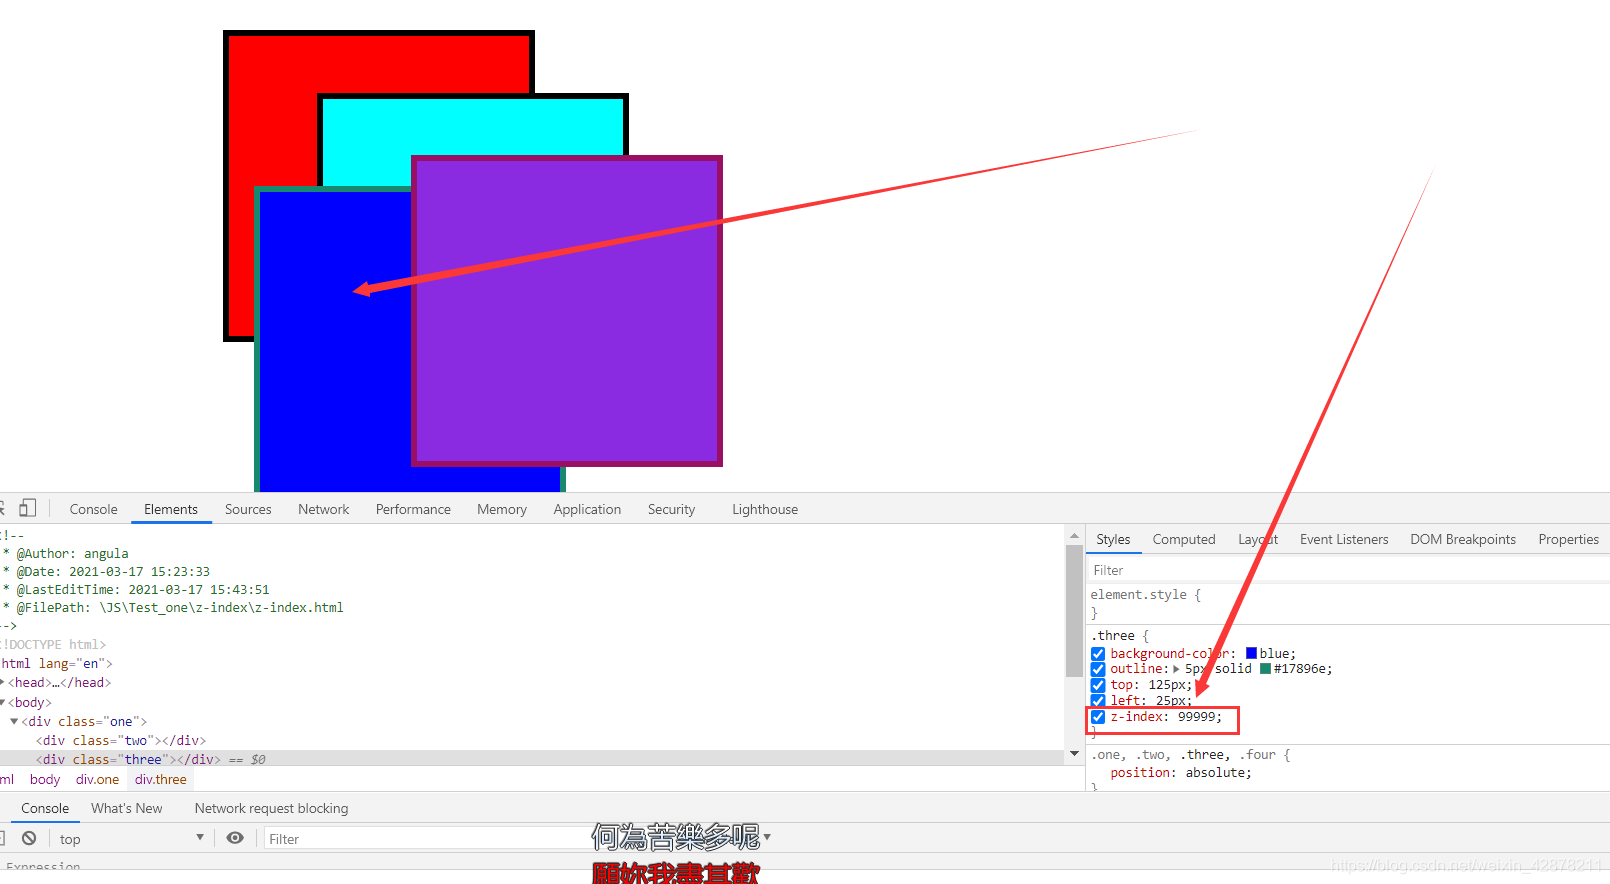 Console Elements Sources Network Performance Memory Application Security Lighthouse
!--
* @Author: angula
* @Date: 2021-03-17 15:23:33
* @LastEditTime: 2021-03-17 15:43:51
* @FilePath: \JS\Test_one\z-index\z-index.html
-->
!DOCTYPE html>
html lang="en">
<head>…</head>
<body>
<div class="one">
<div class="two"></div>
<div class="three"></div> == $0
ml body div.one div.three
Styles Computed Layout Event Listeners DOM Breakpoints Properties
Filter
element.style {
}
.three {
background-color: blue;
outline: 5px solid #17896e;
top: 125px;
left: 25px;
z-index: 99999;
}
.one, .two, .three, .four {
position: absolute;
}
Console What's New Network request blocking
top Filter
何為苦樂多呢
Expression
願妳我盡其歡
https://blog.csdn.net/weixin_42878211